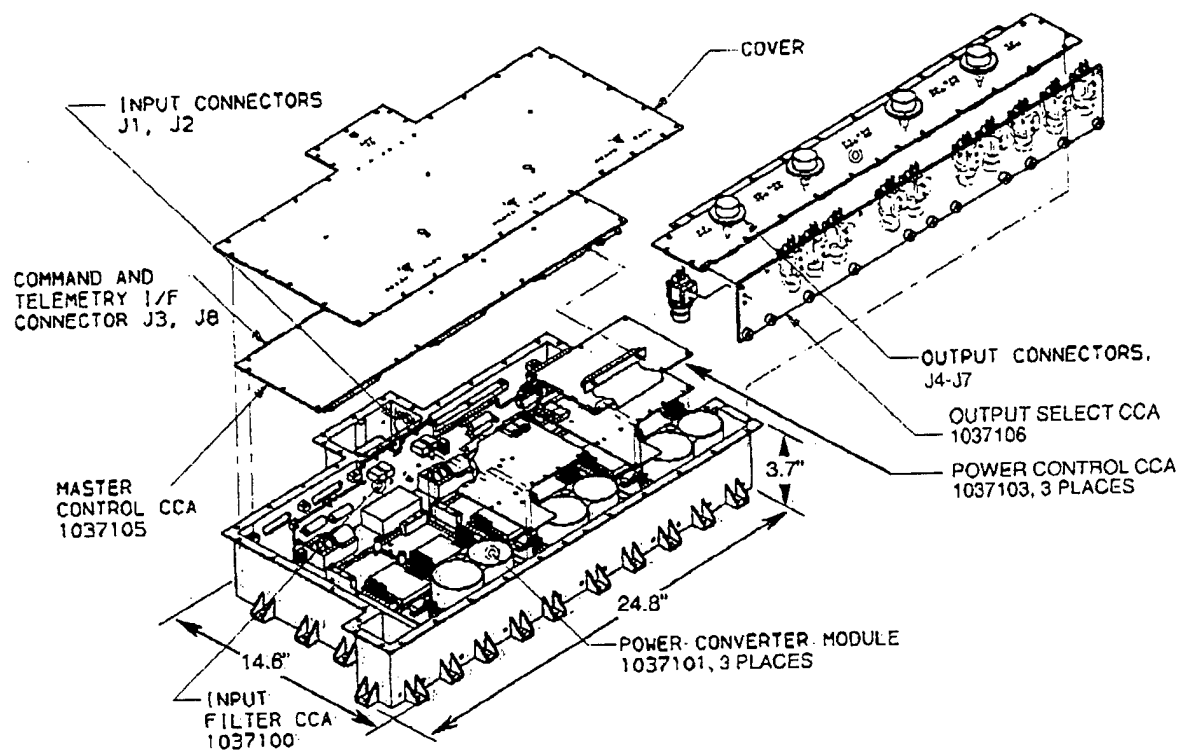 COVER
INPUT CONNECTORS
J1, J2
COMMAND AND
TELEMETRY I/F
CONNECTOR J3, J8
OUTPUT CONNECTORS,
J4-J7
OUTPUT SELECT CCA
1037106
POWER CONTROL CCA
1037103, 3 PLACES
3.7"
MASTER
CONTROL CCA
1037105
24.8"
14.6"
POWER CONVERTER MODULE
1037101, 3 PLACES
INPUT
FILTER CCA
1037100